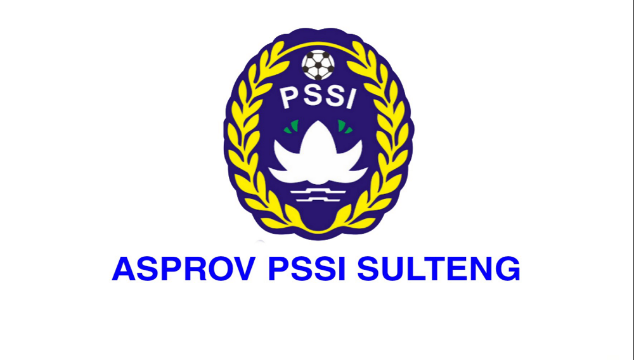 PSSI
ASPROV PSSI SULTENG